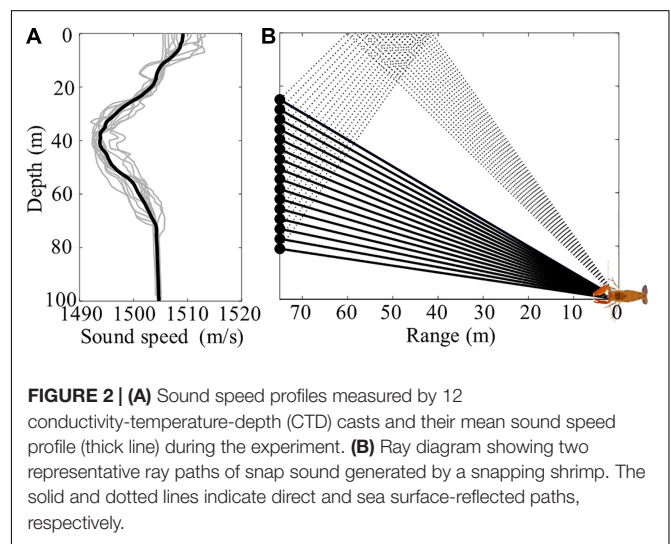 A
B
0
20
40
60
80
100
Depth (m)
1490 1500 1510 1520
Sound speed (m/s)
70 60 50 40 30 20 10 0
Range (m)
FIGURE 2 | (A) Sound speed profiles measured by 12
conductivity-temperature-depth (CTD) casts and their mean sound speed
profile (thick line) during the experiment. (B) Ray diagram showing two
representative ray paths of snap sound generated by a snapping shrimp. The
solid and dotted lines indicate direct and sea surface-reflected paths,
respectively.